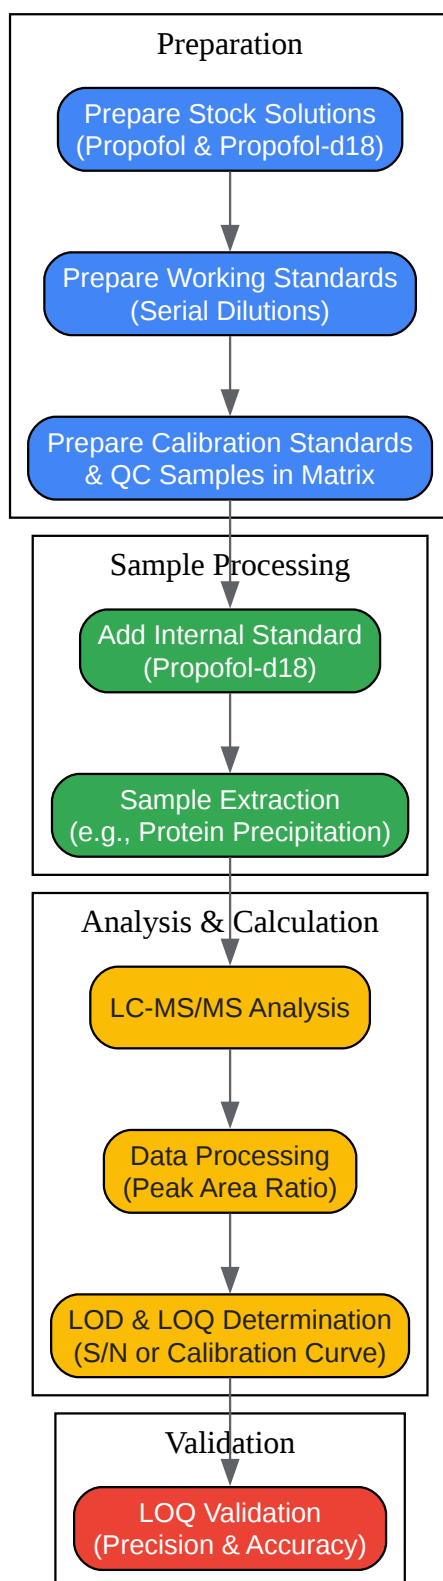 Preparation
Prepare Stock Solutions
(Propofol & Propofol-d18)
Prepare Working Standards
(Serial Dilutions)
Prepare Calibration Standards
& QC Samples in Matrix
Sample Processing
Add Internal Standard
(Propofol-d18)
Sample Extraction
(e.g., Protein Precipitation)
Analysis & Calculation
LC-MS/MS Analysis
Data Processing
(Peak Area Ratio)
LOD & LOQ Determination
(S/N or Calibration Curve)
Validation
LOQ Validation
(Precision & Accuracy)